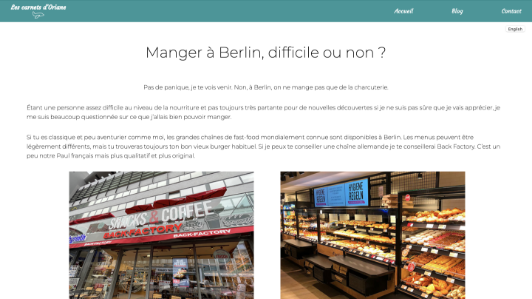 Les carnets d'Oriane
Accueil
Blog
Contact
English
Manger à Berlin, difficile ou non ?
Pas de panique, je te vois venir. Non, à Berlin, on ne mange pas que de la charcuterie.
Étant une personne assez difficile au niveau de la nourriture et pas toujours très partante pour de nouvelles découvertes si je ne suis pas sûre que je vais apprécier, je
me suis beaucoup questionnée sur ce que j'allais bien pouvoir manger.
Si tu es classique et peu aventurier comme moi, les grandes chaînes de fast-food mondialement connue sont disponibles à Berlin. Les menus peuvent être
légèrement différents, mais tu trouveras toujours ton bon vieux burger habituel. Si je peux te conseiller une chaîne allemande je te conseillerai Back Factory. C'est un
peu notre Paul français mais plus qualitatif et plus original.
SNACKS & COFFEE
BACK-FACTORY
BACK-FACTORY
HYGIENE
REGELN